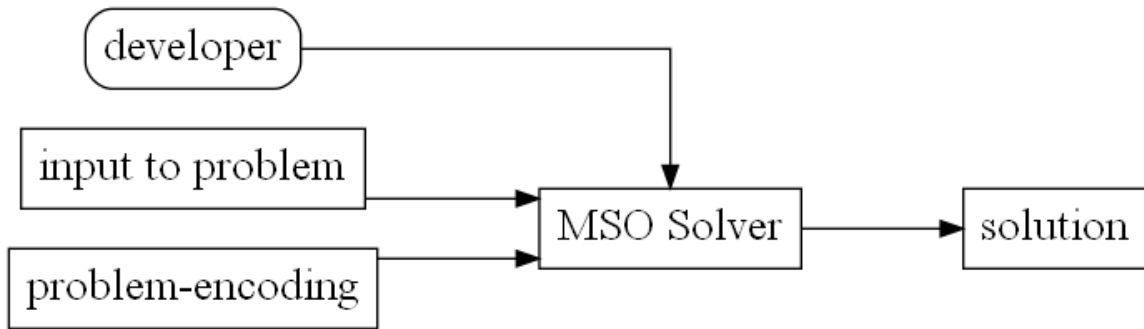 developer
input to problem
MSO Solver
solution
problem-encoding